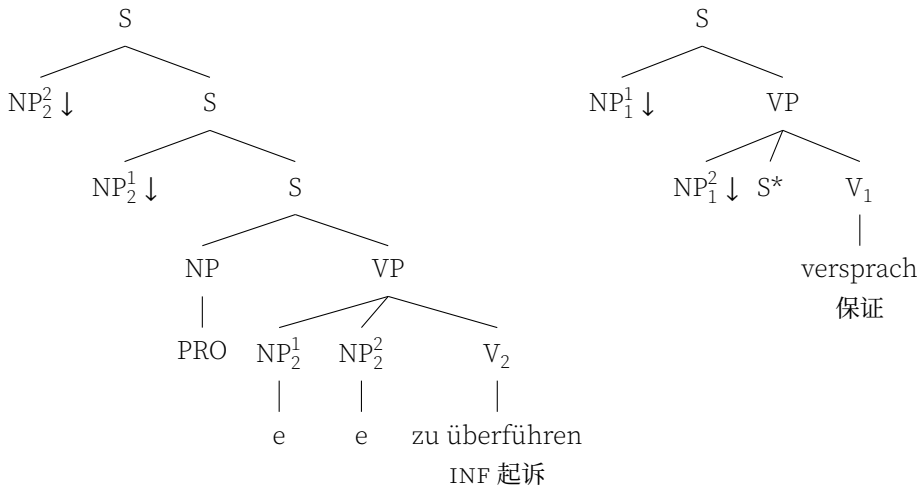 S S
NP₂² ↓ S NP₁¹ ↓ VP
NP₂¹ ↓ S NP₁² ↓ S* V₁
NP VP versprach
保证
PRO NP₂¹ NP₂² V₂
e e zu überführen
INF 起诉